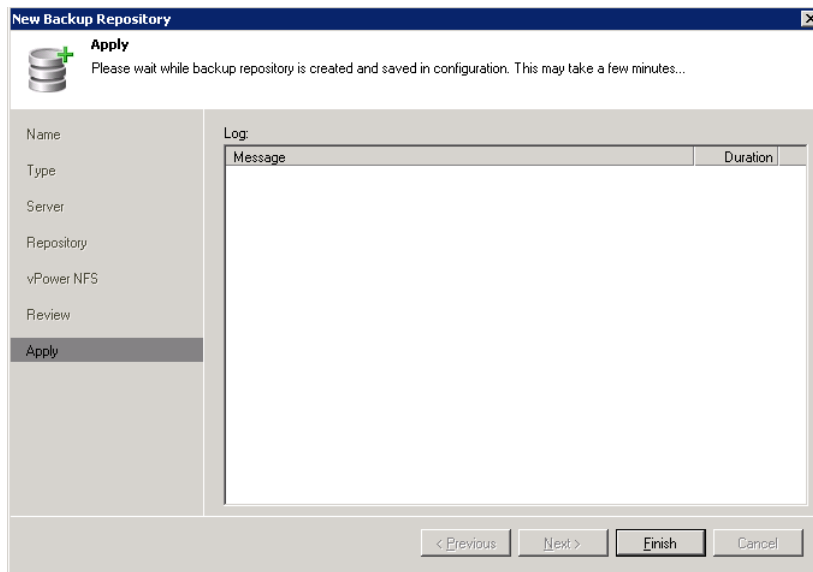 New Backup Repository
Apply
Please wait while backup repository is created and saved in configuration. This may take a few minutes...
Name
Type
Server
Repository
vPower NFS
Review
Apply
Log:
Message Duration
< Previous Next > Finish Cancel